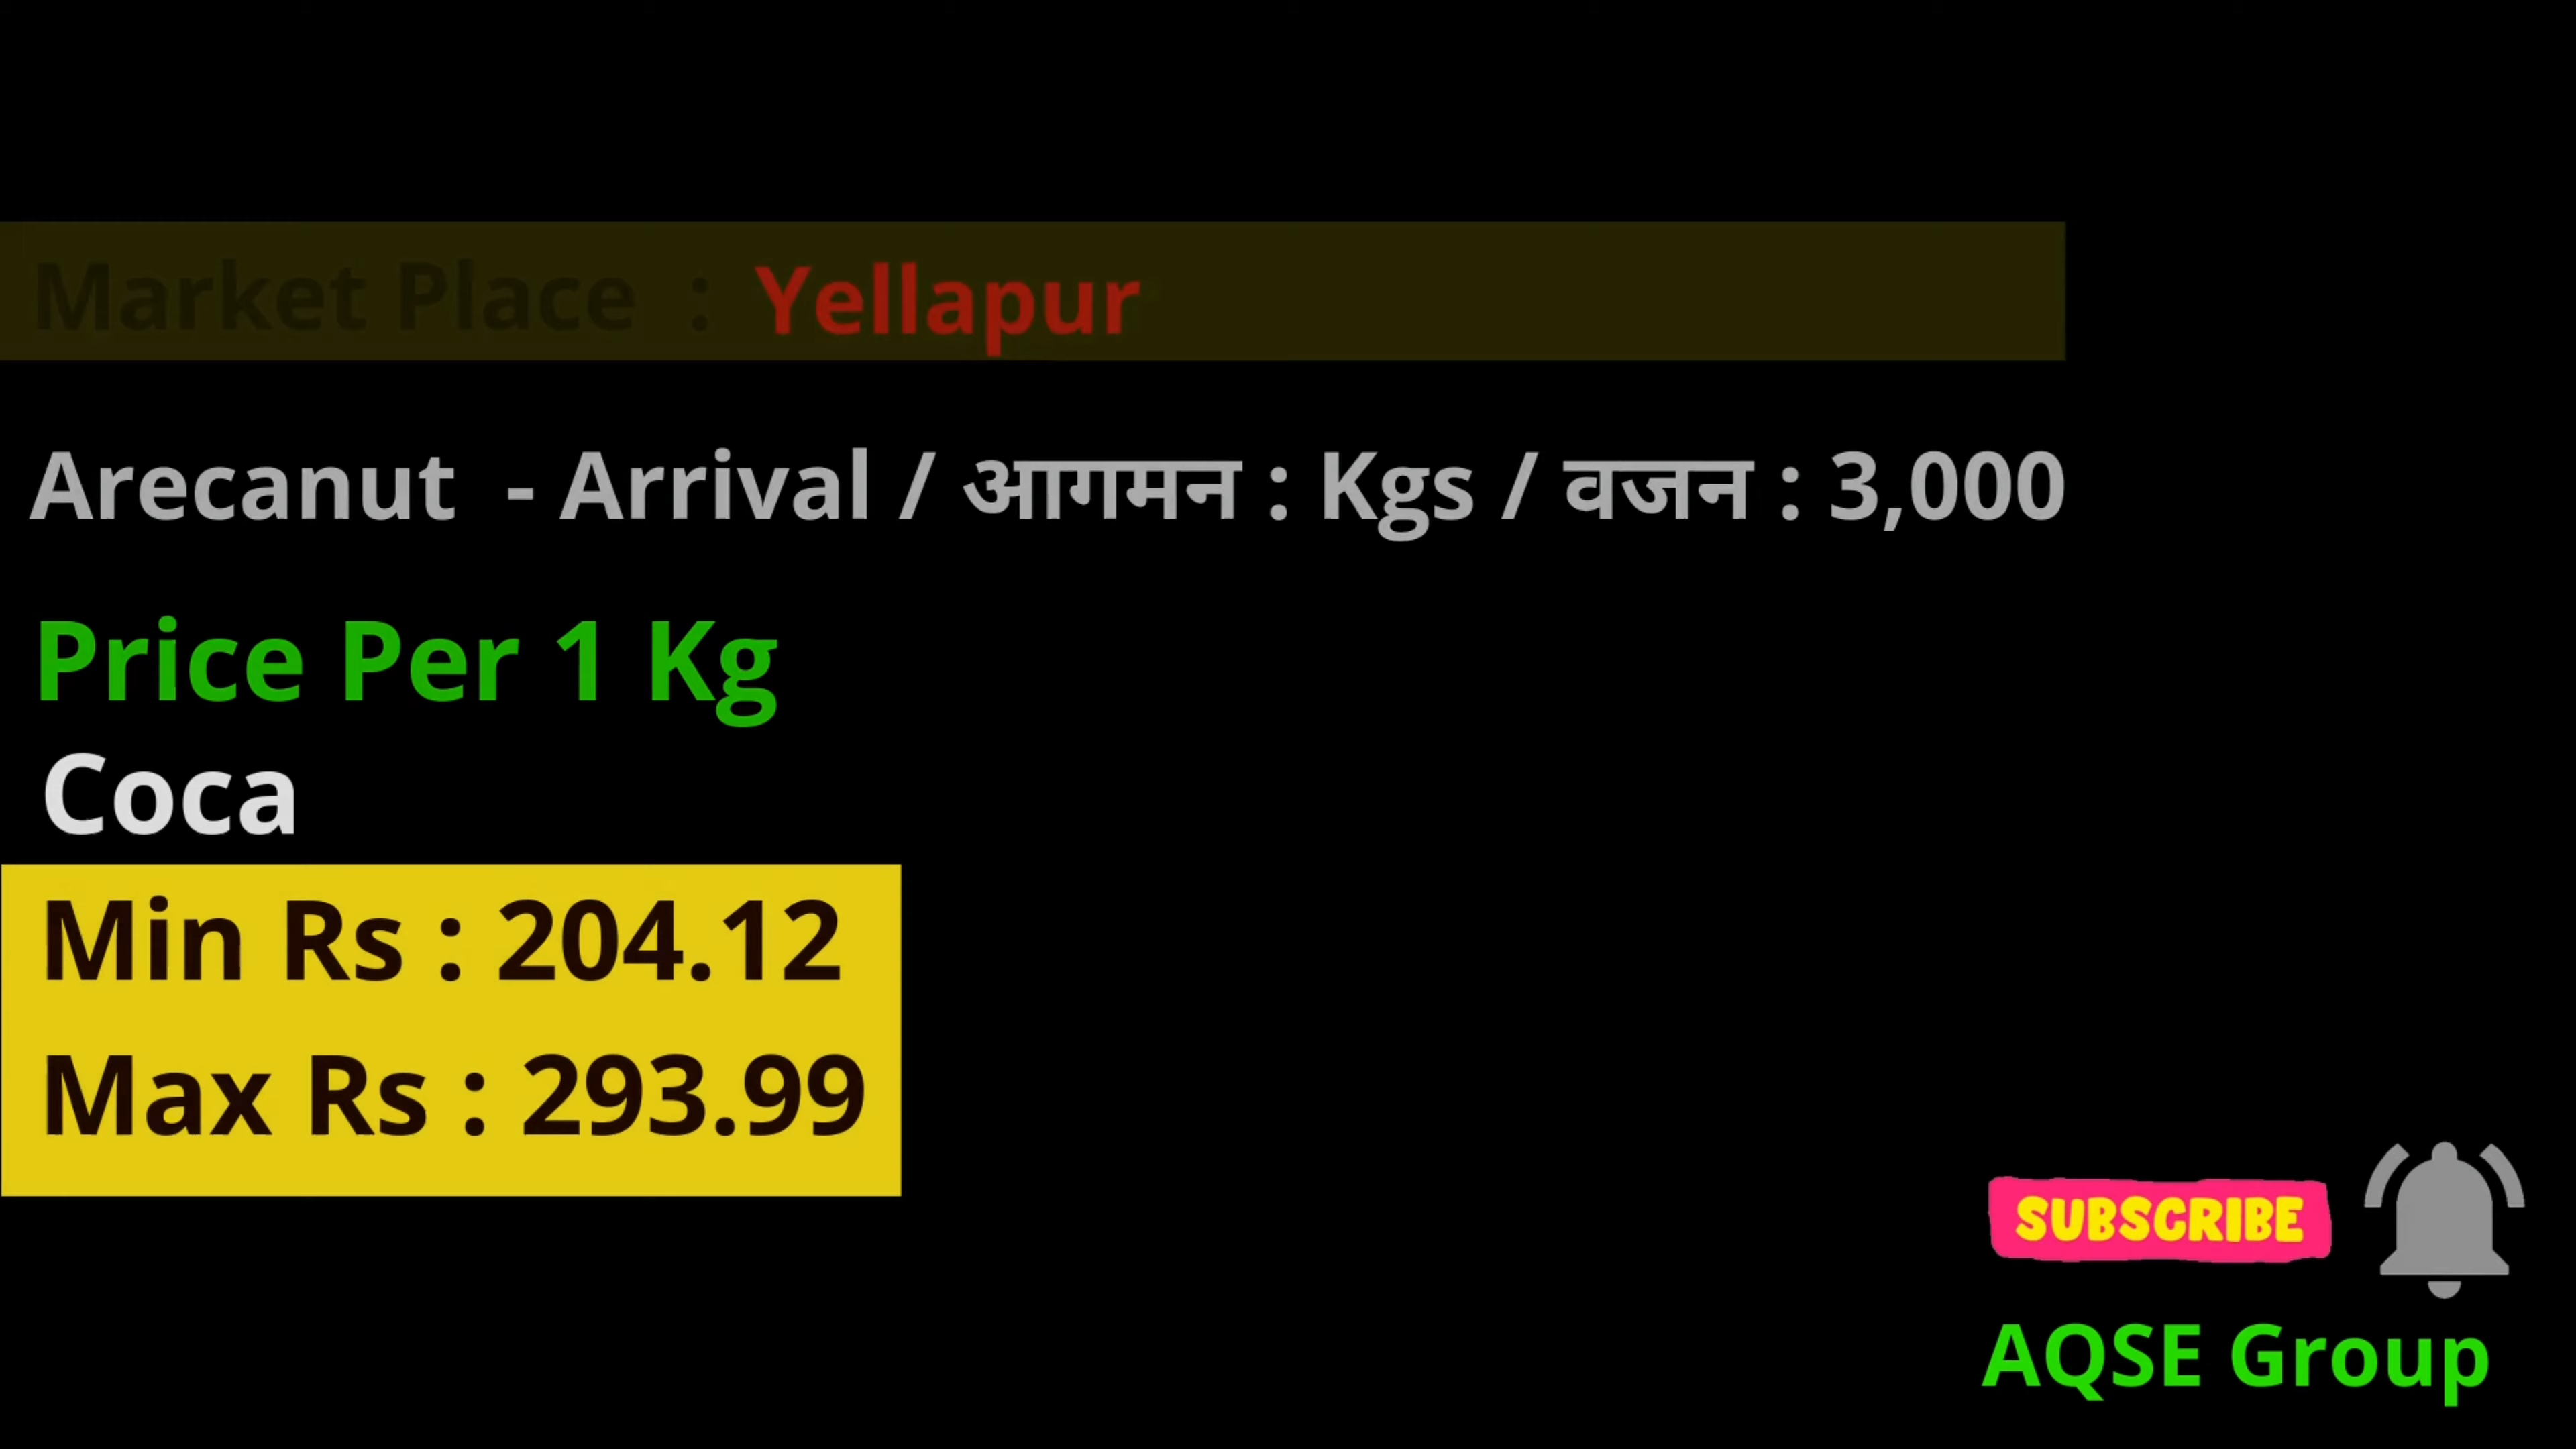 Market Place : Yellapur
Arecanut - Arrival / आगमन : Kgs / वजन : 3,000
Price Per 1 Kg
Coca
Min Rs : 204.12
Max Rs : 293.99
SUBSCRIBE
AQSE Group